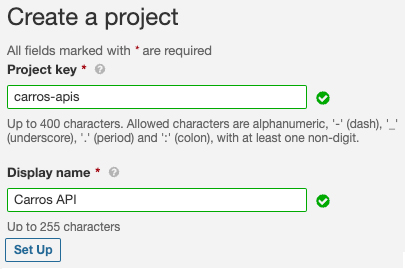 Create a project
All fields marked with * are required
Project key * ?
carros-apis
Up to 400 characters. Allowed characters are alphanumeric, '-' (dash), '_'
(underscore), '.' (period) and ':' (colon), with at least one non-digit.
Display name * ?
Carros API
Up to 255 characters
Set Up